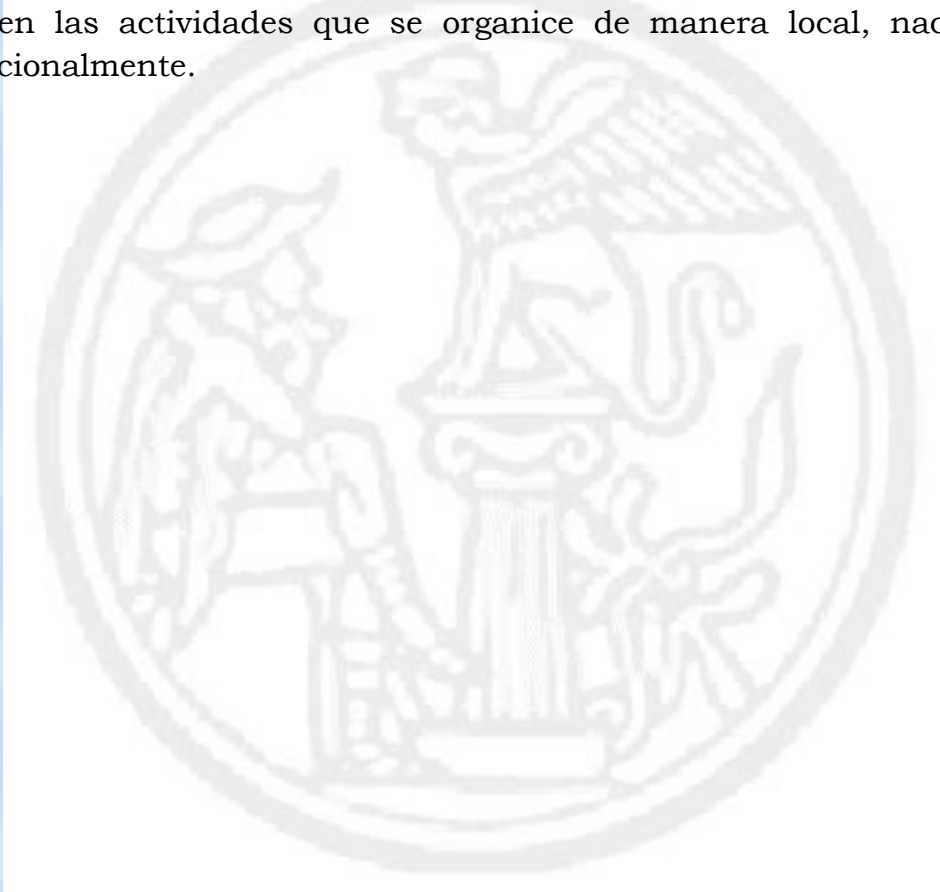 en las actividades que se organice de manera local, nac
cionalmente.